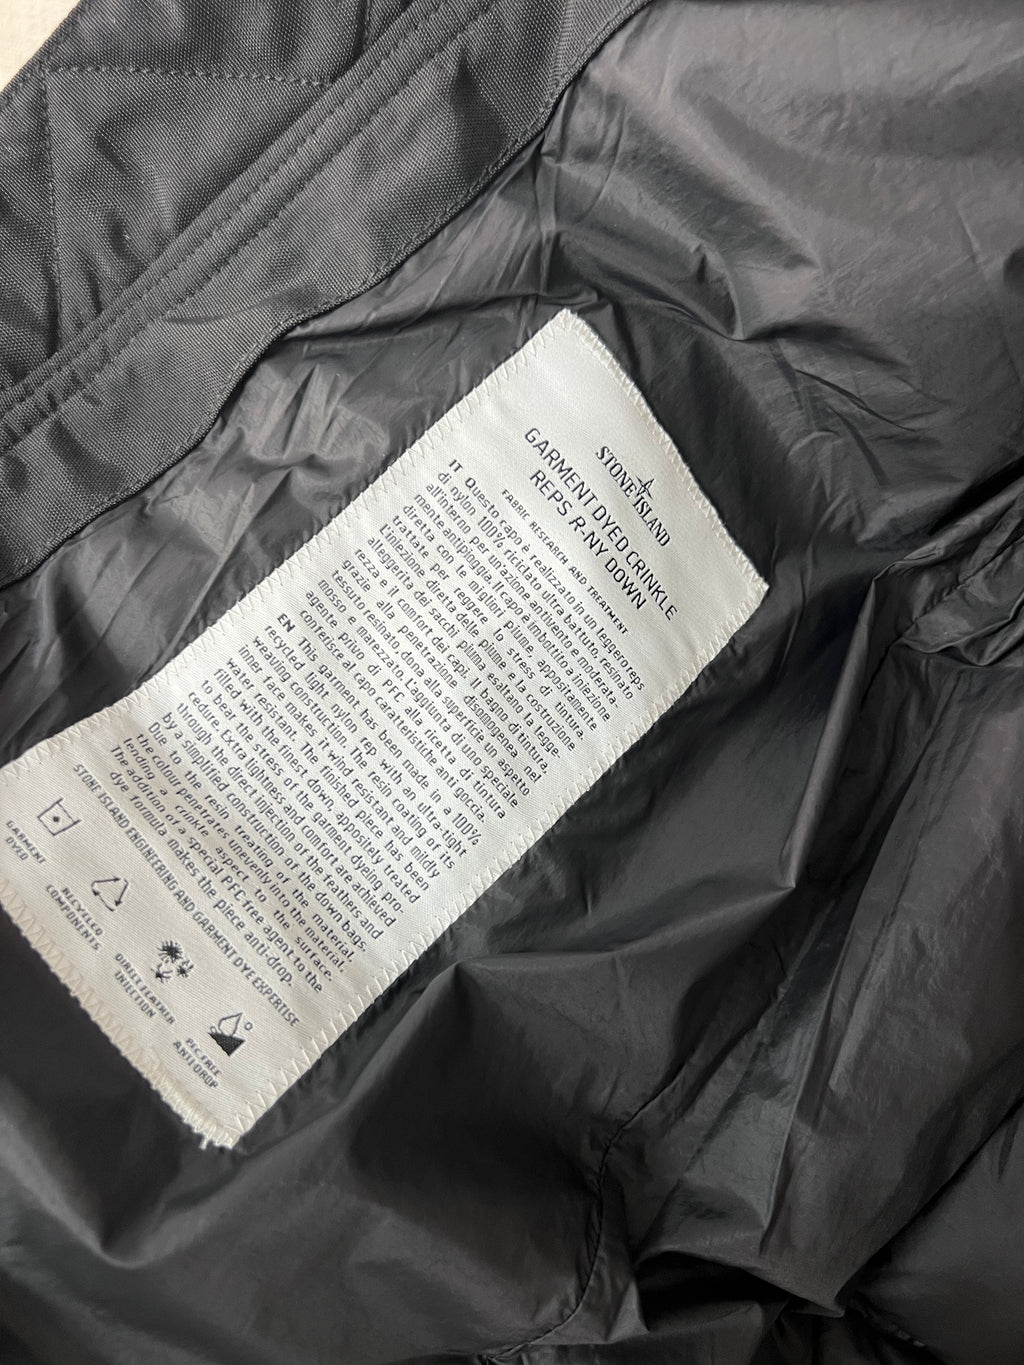 STONE ISLAND
GARMENT DYED CRINKLE
REPS R-NY DOWN
FABRIC RESEARCH AND TREATMENT
IT Questo capo è realizzato in un leggero reps
di nylon 100% riciclato ultra battuto, resinato
all'interno per un'azione antivento e moderata-
mente antipioggia. Il capo è imbottito a iniezione
diretta con le migliori piume, appositamente
trattate per reggere lo stress di tintura.
L'iniezione diretta delle piume e la costruzione
alleggerita dei sacchi piuma esaltano la legge-
rezza e il comfort dei capi. Il bagno di tintura,
grazie alla penetrazione disomogenea nel
tessuto resinato, dona alla superficie un aspetto
mosso e marezzato. L'aggiunta di uno speciale
agente privo di PFC alla ricetta di tintura
conferisce al capo caratteristiche anti goccia.
EN This garment has been made in a 100%
recycled light nylon rep with an ultra-tight
weaving construction. The resin coating of its
inner face makes it wind resistant and mildly
water resistant. The finished piece has been
filled with the finest down, appositely treated
to bear the stress of the garment dyeing pro-
cedure. Extra lightness and comfort are achieved
through the direct injection of the feathers and
by a simplified construction of the down bags.
Due to the resin treating of the material,
the colour penetrates unevenly into the material,
lending a crinkle aspect to the surface.
The addition of a special PFC-free agent to the
dye formula makes the piece anti-drop.
STONE ISLAND ENGINEERING AND GARMENT DYE EXPERTISE
GARMENT
DYED
RECYCLED
COMPONENTS
DIRECT FEATHER
INJECTION
PFC-FREE
ANTI-DROP